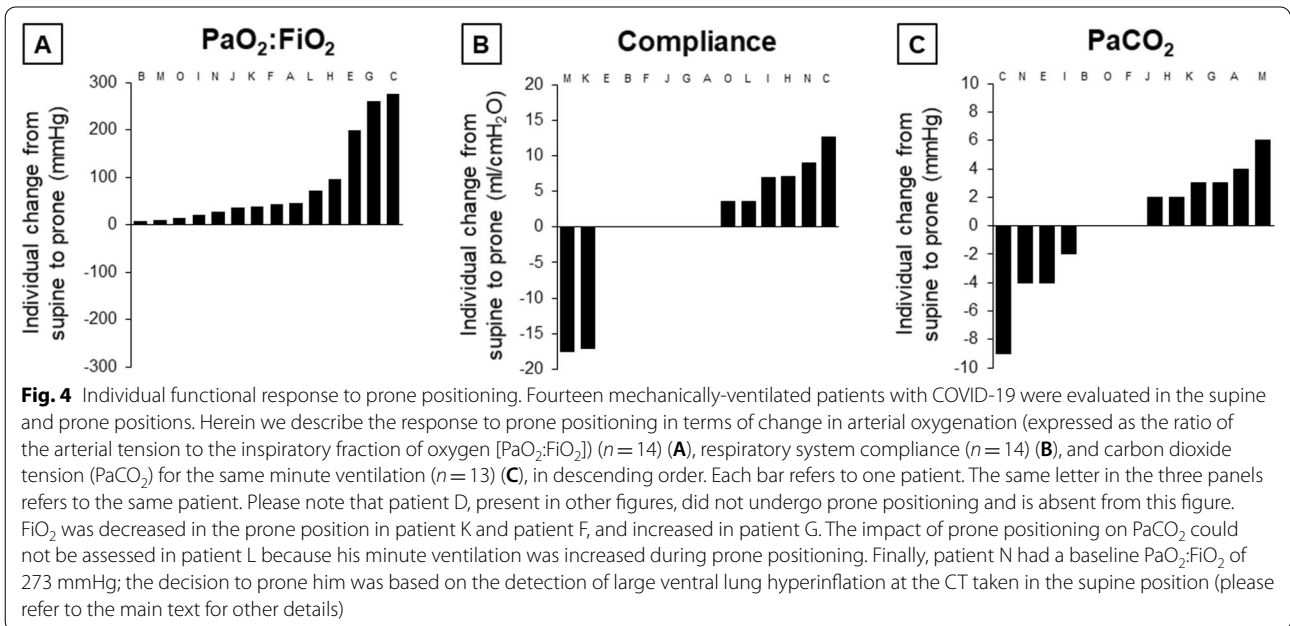 A
PaO₂:FiO₂
B M O I N J K F A L H E G C
Individual change from
supine to prone (mmHg)
300
200
100
0
-100
-200
-300
B
Compliance
M K E B F J G A O L I H N C
Individual change from
supine to prone (ml/cmH₂O)
20
15
10
5
0
-5
-10
-15
-20
C
PaCO₂
C N E I B O F J H K G A M
Individual change from
supine to prone (mmHg)
10
8
6
4
2
0
-2
-4
-6
-8
-10
Fig. 4 Individual functional response to prone positioning. Fourteen mechanically-ventilated patients with COVID-19 were evaluated in the supine
and prone positions. Herein we describe the response to prone positioning in terms of change in arterial oxygenation (expressed as the ratio of
the arterial tension to the inspiratory fraction of oxygen [PaO₂:FiO₂]) (n = 14) (A), respiratory system compliance (n = 14) (B), and carbon dioxide
tension (PaCO₂) for the same minute ventilation (n = 13) (C), in descending order. Each bar refers to one patient. The same letter in the three panels
refers to the same patient. Please note that patient D, present in other figures, did not undergo prone positioning and is absent from this figure.
FiO₂ was decreased in the prone position in patient K and patient F, and increased in patient G. The impact of prone positioning on PaCO₂ could
not be assessed in patient L because his minute ventilation was increased during prone positioning. Finally, patient N had a baseline PaO₂:FiO₂ of
273 mmHg; the decision to prone him was based on the detection of large ventral lung hyperinflation at the CT taken in the supine position (please
refer to the main text for other details)